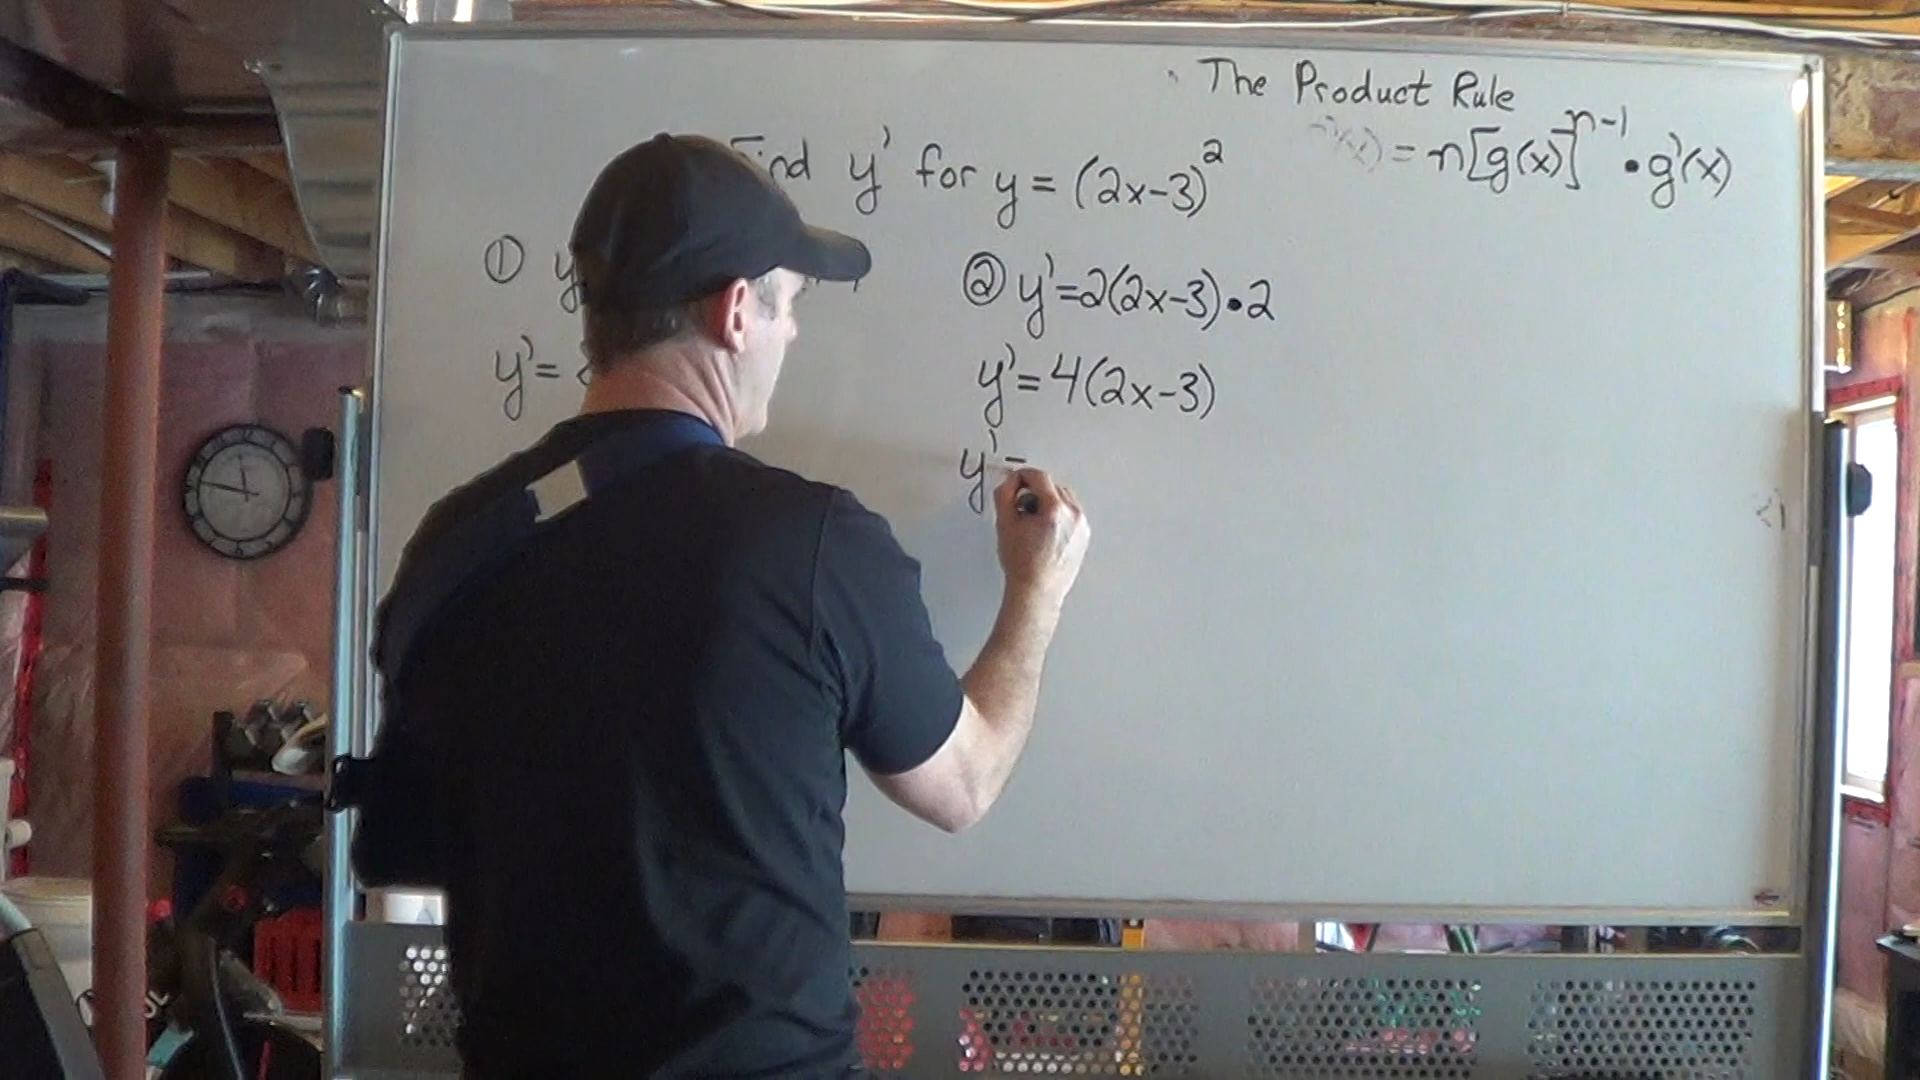 The Product Rule
Find y' for y = (2x-3)²
= n[g(x)]ⁿ⁻¹ • g'(x)
① y
② y'=2(2x-3)•2
y'=
y'=4(2x-3)
y'=